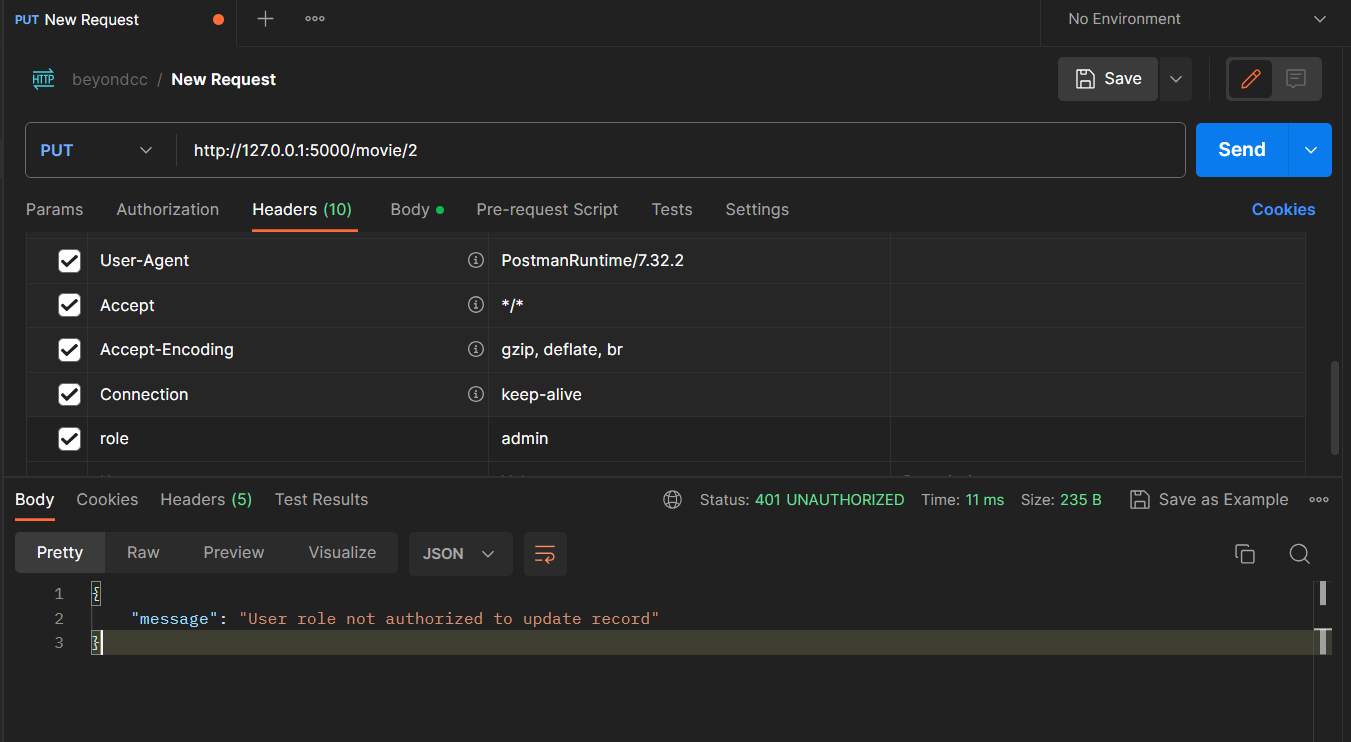 PUT New Request
No Environment
HTTP beyondcc / New Request
Save
PUT http://127.0.0.1:5000/movie/2
Send
Params Authorization Headers (10) Body Pre-request Script Tests Settings Cookies
User-Agent PostmanRuntime/7.32.2
Accept */*
Accept-Encoding gzip, deflate, br
Connection keep-alive
role admin
Body Cookies Headers (5) Test Results Status: 401 UNAUTHORIZED Time: 11 ms Size: 235 B Save as Example
Pretty Raw Preview Visualize JSON
1 {
2 "message": "User role not authorized to update record"
3 }